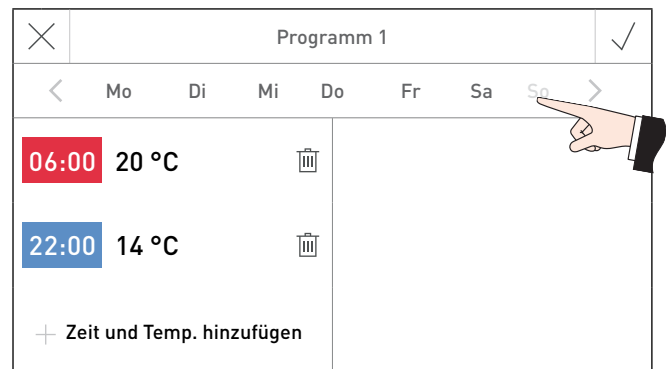 Programm 1
Mo Di Mi Do Fr Sa So
06:00 20 °C
22:00 14 °C
Zeit und Temp. hinzufügen